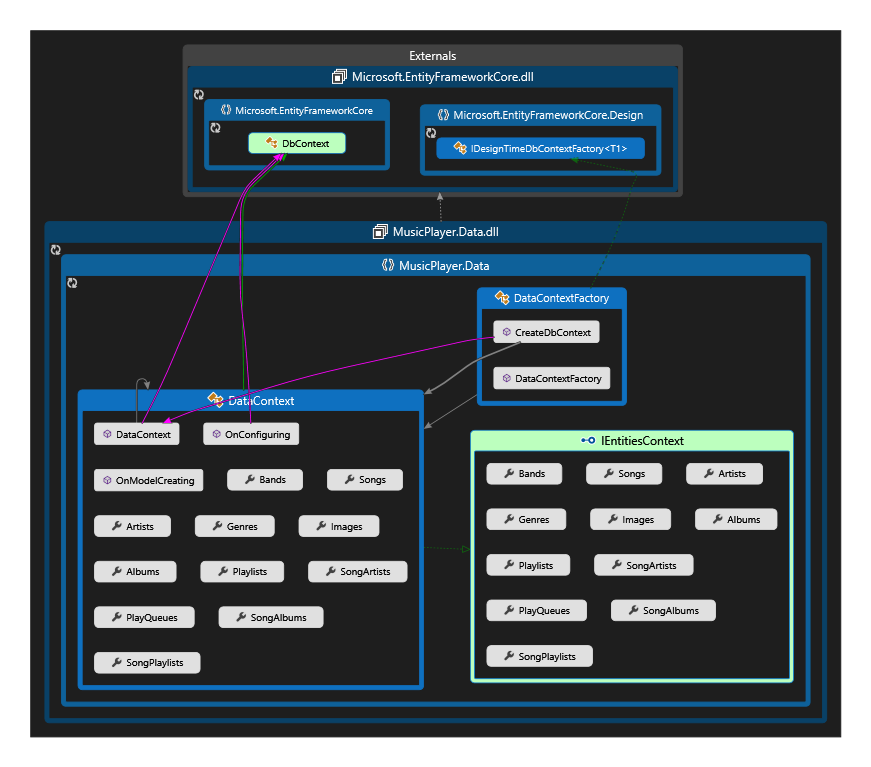 Externals
Microsoft.EntityFrameworkCore.dll
Microsoft.EntityFrameworkCore
Microsoft.EntityFrameworkCore.Design
DbContext
IDesignTimeDbContextFactory<T1>
MusicPlayer.Data.dll
MusicPlayer.Data
DataContextFactory
CreateDbContext
DataContextFactory
DataContext
DataContext
OnConfiguring
OnModelCreating
Bands
Songs
Artists
Genres
Images
Albums
Playlists
SongArtists
PlayQueues
SongAlbums
SongPlaylists
IEntitiesContext
Bands
Songs
Artists
Genres
Images
Albums
Playlists
SongArtists
PlayQueues
SongAlbums
SongPlaylists